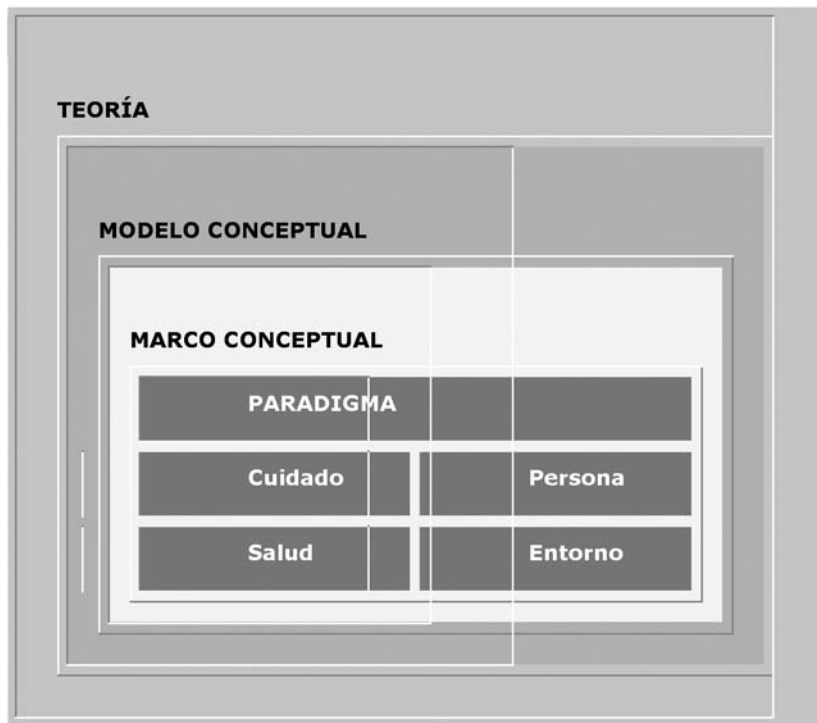 TEORÍA
MODELO CONCEPTUAL
MARCO CONCEPTUAL
PARADIGMA
Cuidado Persona
Salud Entorno